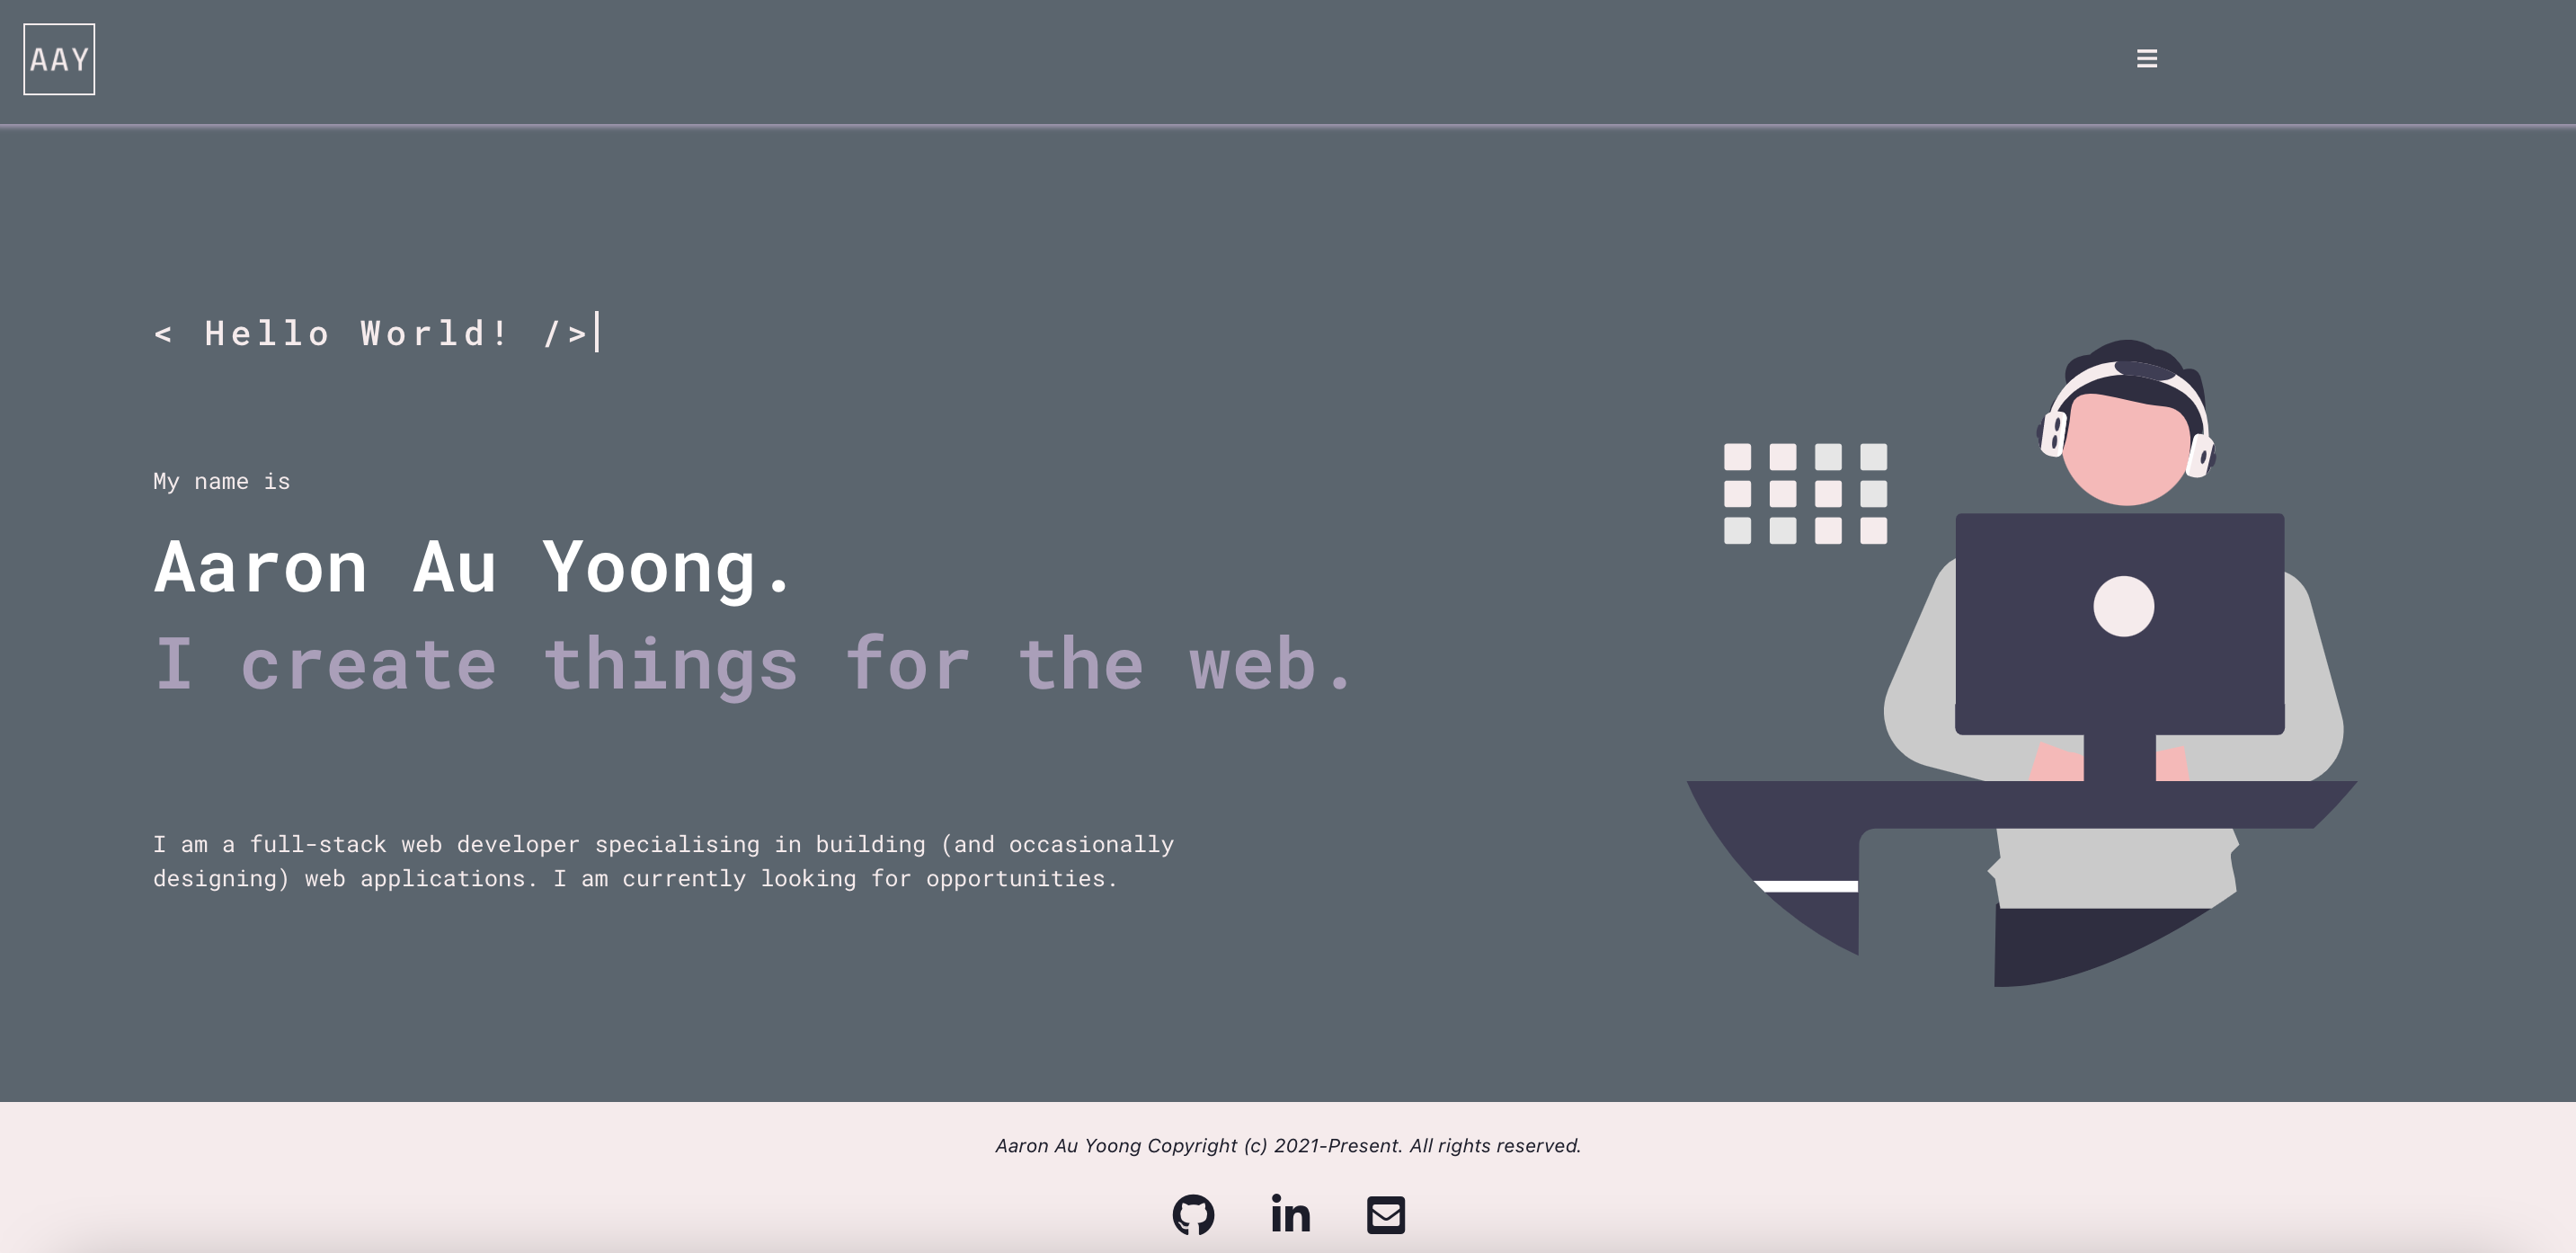 AAY
< Hello World! />
My name is
Aaron Au Yoong.
I create things for the web.
I am a full-stack web developer specialising in building (and occasionally
designing) web applications. I am currently looking for opportunities.
Aaron Au Yoong Copyright (c) 2021-Present. All rights reserved.
in